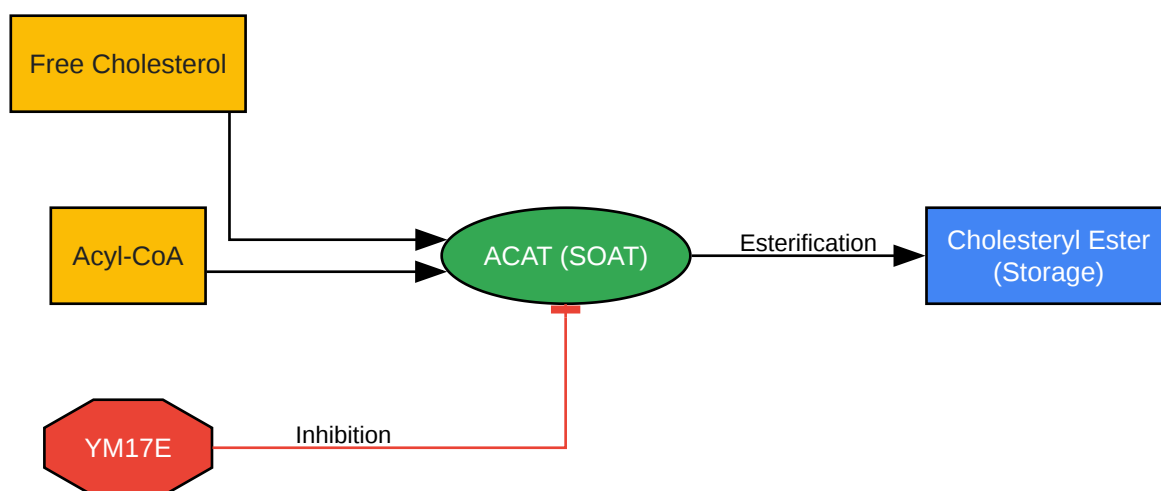 Free Cholesterol
Acyl-CoA
ACAT (SOAT)
Esterification
Cholesteryl Ester
(Storage)
YM17E
Inhibition